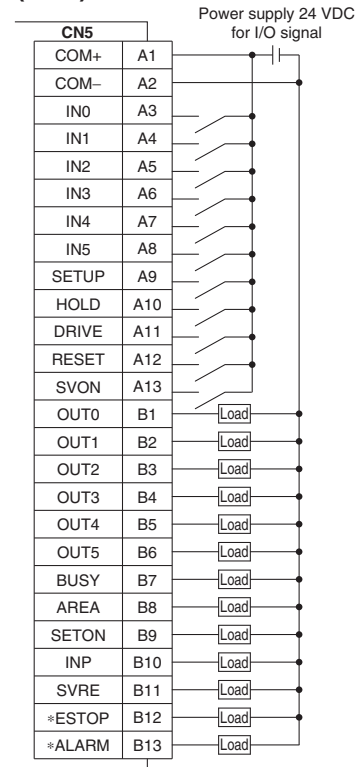 Power supply 24 VDC
for I/O signal
CN5
COM+ A1
COM– A2
IN0 A3
IN1 A4
IN2 A5
IN3 A6
IN4 A7
IN5 A8
SETUP A9
HOLD A10
DRIVE A11
RESET A12
SVON A13
OUT0 B1 Load
OUT1 B2 Load
OUT2 B3 Load
OUT3 B4 Load
OUT4 B5 Load
OUT5 B6 Load
BUSY B7 Load
AREA B8 Load
SETON B9 Load
INP B10 Load
SVRE B11 Load
∗ESTOP B12 Load
∗ALARM B13 Load